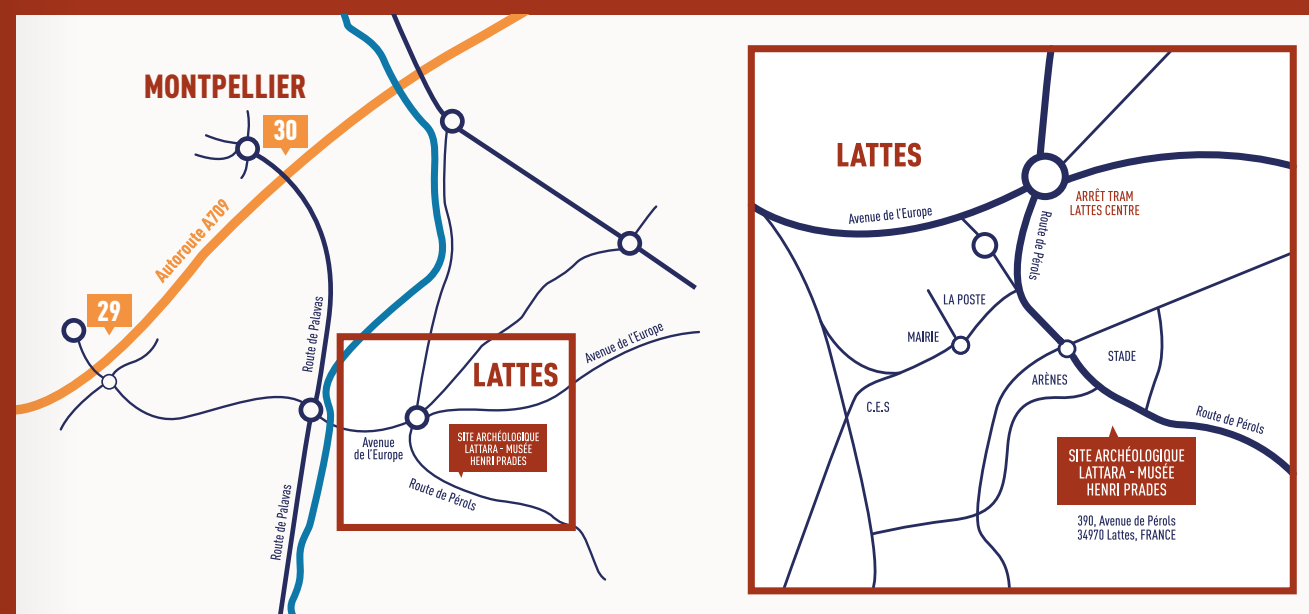 MONTPELLIER
30
Autoroute A709
29
Route de Palavas
Route de Palavas
LATTES
Avenue de l'Europe
Avenue
de l'Europe
SITE ARCHÉOLOGIQUE
LATTARA - MUSÉE
HENRI PRADES
Route de Pérols
LATTES
ARRÊT TRAM
LATTES CENTRE
Avenue de l'Europe
Route de Pérols
LA POSTE
MAIRIE
STADE
ARÈNES
C.E.S
Route de Pérols
SITE ARCHÉOLOGIQUE
LATTARA - MUSÉE
HENRI PRADES
390, Avenue de Pérols
34970 Lattes, FRANCE